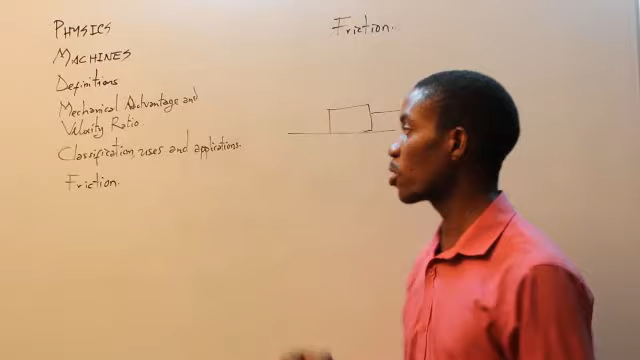 PHYSICS
MACHINES
Definitions
Mechanical Advantage and
Velocity Ratio
Classification, uses and applications.
Friction.
Friction.